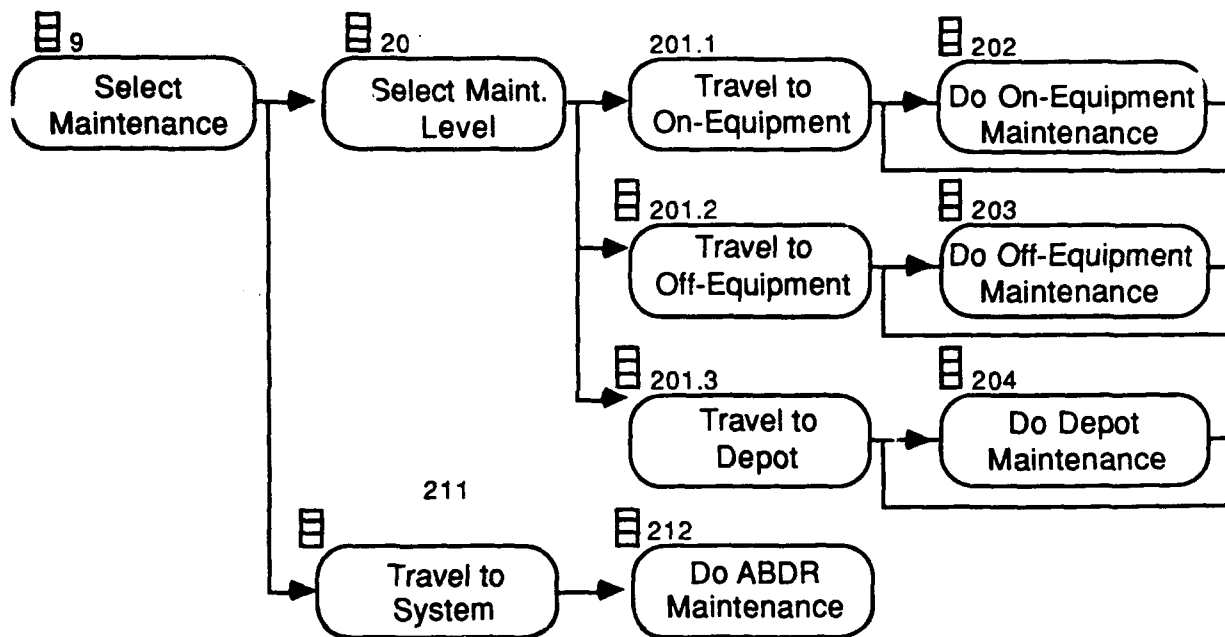 9
Select
Maintenance
20
Select Maint.
Level
201.1
Travel to
On-Equipment
202
Do On-Equipment
Maintenance
201.2
Travel to
Off-Equipment
203
Do Off-Equipment
Maintenance
201.3
Travel to
Depot
204
Do Depot
Maintenance
211
Travel to
System
212
Do ABDR
Maintenance